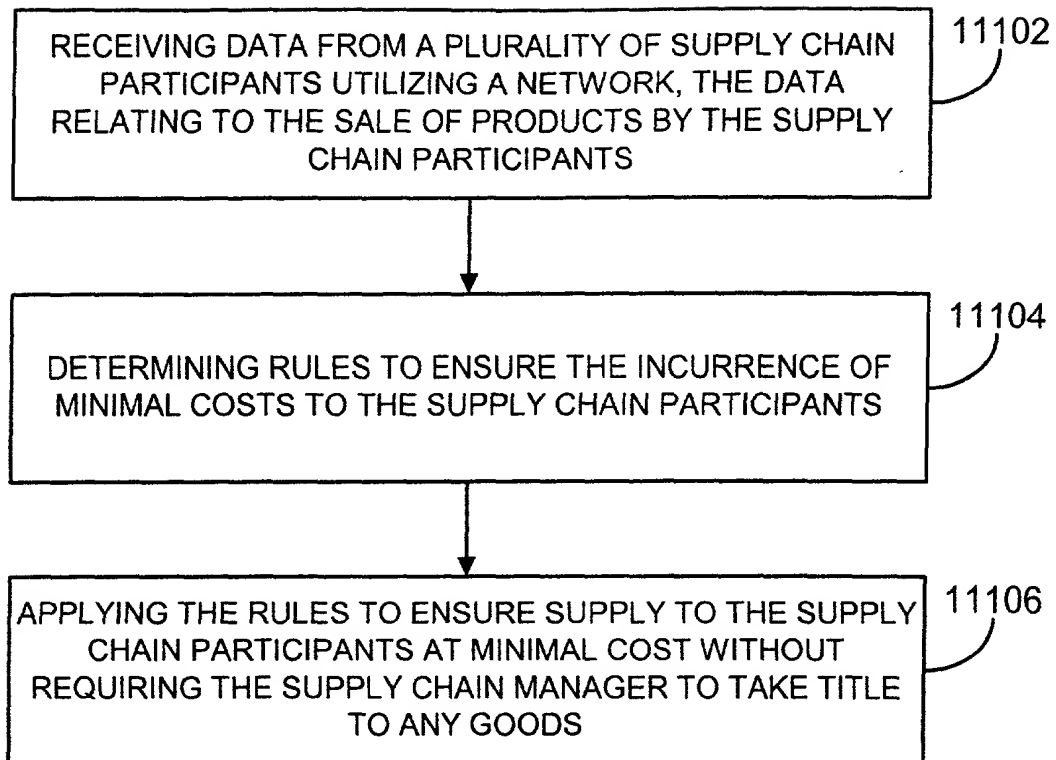 RECEIVING DATA FROM A PLURALITY OF SUPPLY CHAIN
PARTICIPANTS UTILIZING A NETWORK, THE DATA
RELATING TO THE SALE OF PRODUCTS BY THE SUPPLY
CHAIN PARTICIPANTS
11102
DETERMINING RULES TO ENSURE THE INCURRENCE OF
MINIMAL COSTS TO THE SUPPLY CHAIN PARTICIPANTS
11104
APPLYING THE RULES TO ENSURE SUPPLY TO THE SUPPLY
CHAIN PARTICIPANTS AT MINIMAL COST WITHOUT
REQUIRING THE SUPPLY CHAIN MANAGER TO TAKE TITLE
TO ANY GOODS
11106